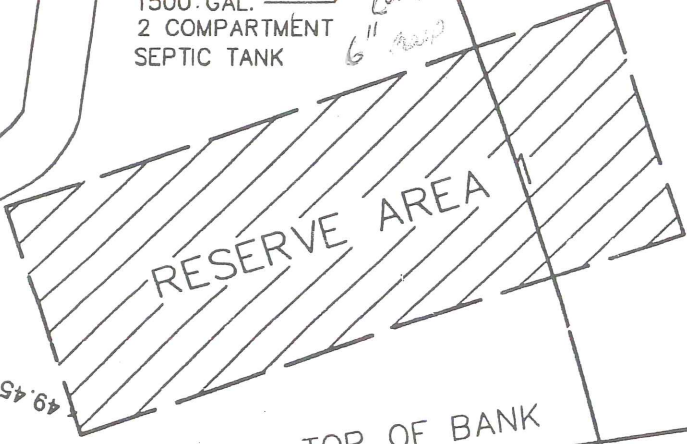 1500 GAL.
2 COMPARTMENT
SEPTIC TANK
6"
RESERVE AREA
49.45
TOP OF BANK